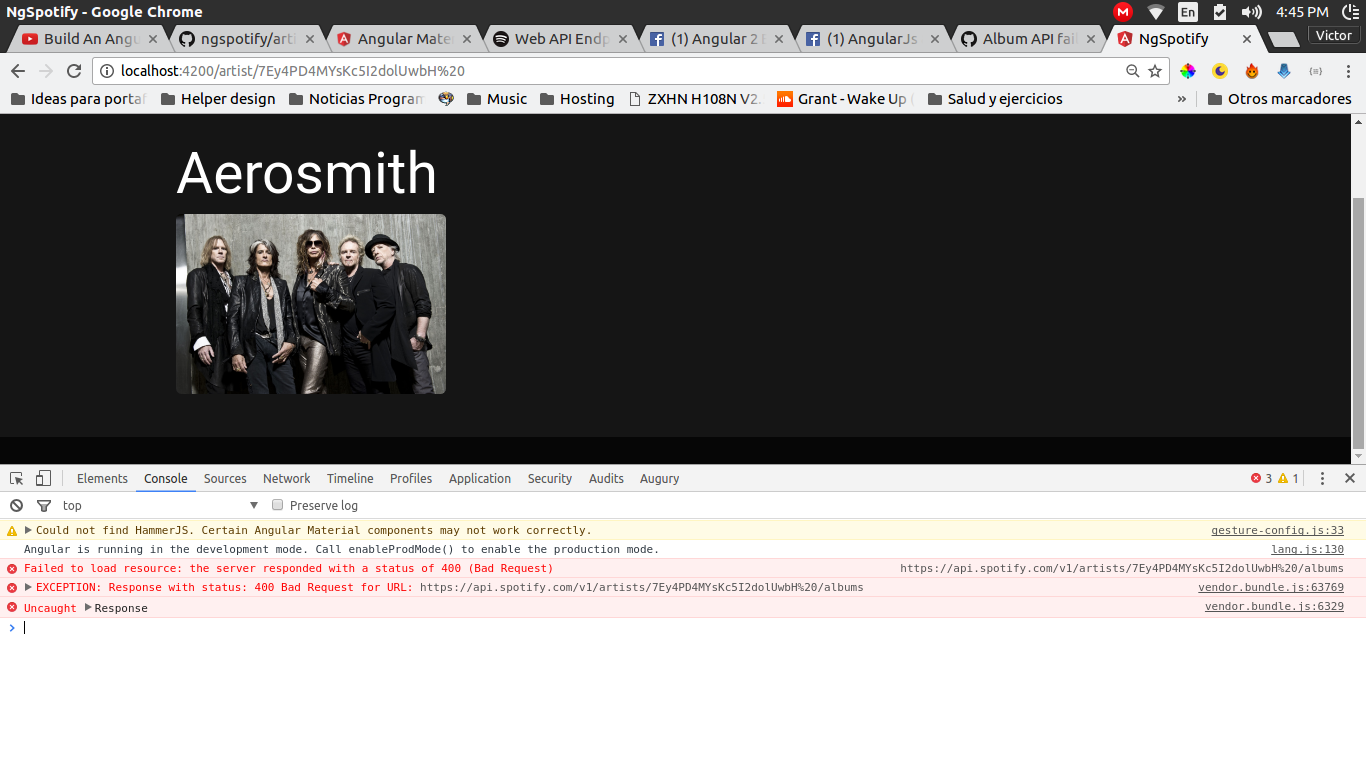 NgSpotify - Google Chrome
M En 4:45 PM
Build An Angu ngspotify/arti Angular Mater Web API Endp (1) Angular 2 E (1) AngularJs Album API fail NgSpotify Victor
localhost:4200/artist/7Ey4PD4MYsKc5I2dolUwbH%20
Ideas para portaf Helper design Noticias Program Music Hosting ZXHN H108N V2. Grant - Wake Up ( Salud y ejercicios » Otros marcadores
Aerosmith
Elements Console Sources Network Timeline Profiles Application Security Audits Augury 3 1
top Preserve log
Could not find HammerJS. Certain Angular Material components may not work correctly. gesture-config.js:33
Angular is running in the development mode. Call enableProdMode() to enable the production mode. lang.js:130
Failed to load resource: the server responded with a status of 400 (Bad Request) https://api.spotify.com/v1/artists/7Ey4PD4MYsKc5I2dolUwbH%20/albums
EXCEPTION: Response with status: 400 Bad Request for URL: https://api.spotify.com/v1/artists/7Ey4PD4MYsKc5I2dolUwbH%20/albums vendor.bundle.js:63769
Uncaught Response vendor.bundle.js:6329